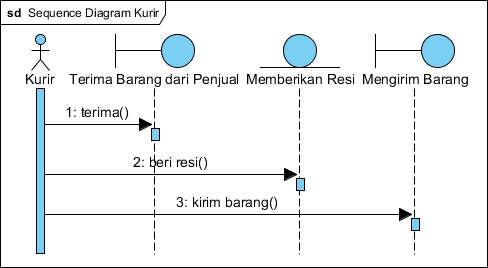 sd Sequence Diagram Kurir
Kurir
Terima Barang dari Penjual
Memberikan Resi
Mengirim Barang
1: terima()
2: beri resi()
3: kirim barang()